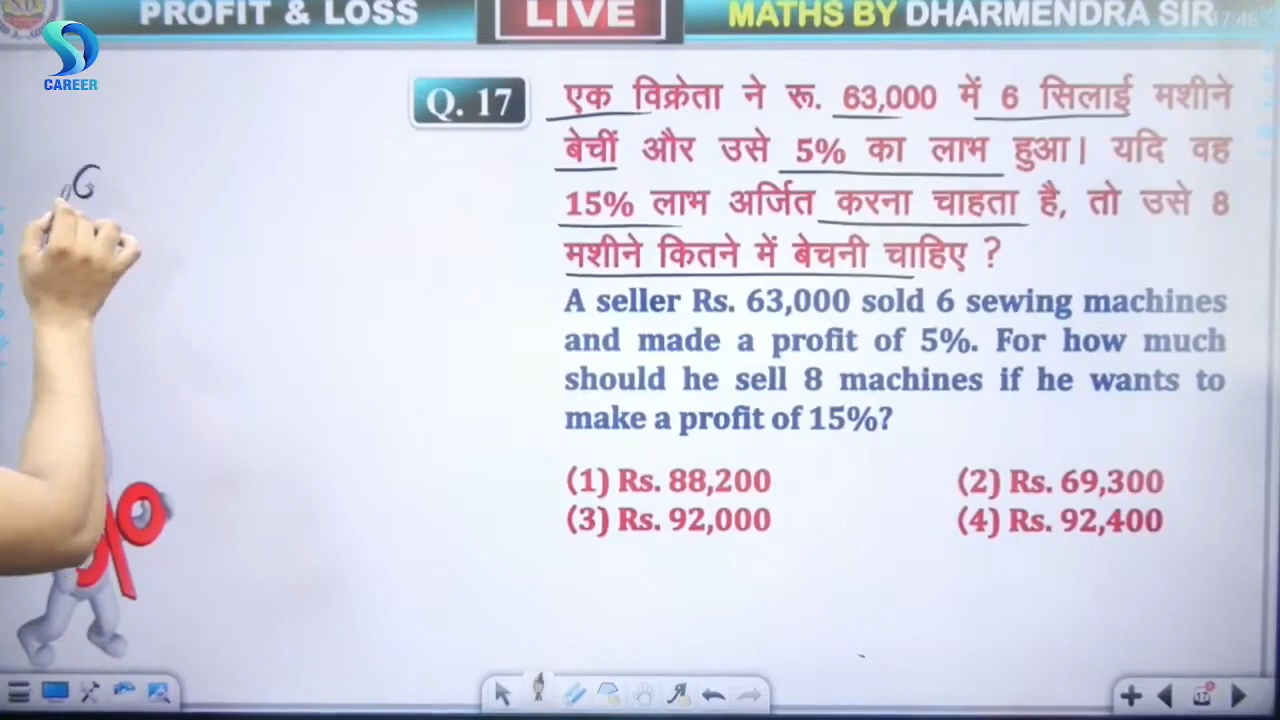 PROFIT & LOSS
LIVE
MATHS BY DHARMENDRA SIR
17:46
CAREER
Q. 17
एक विक्रेता ने रू. 63,000 में 6 सिलाई मशीने
बेचीं और उसे 5% का लाभ हुआ। यदि वह
15% लाभ अर्जित करना चाहता है, तो उसे 8
मशीने कितने में बेचनी चाहिए ?
A seller Rs. 63,000 sold 6 sewing machines
and made a profit of 5%. For how much
should he sell 8 machines if he wants to
make a profit of 15%?
(1) Rs. 88,200 (2) Rs. 69,300
(3) Rs. 92,000 (4) Rs. 92,400
17